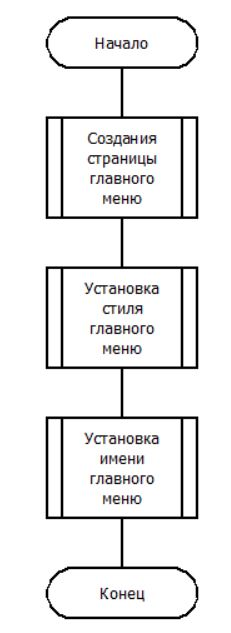 Начало
Создания
страницы
главного
меню
Установка
стиля
главного
меню
Установка
имени
главного
меню
Конец